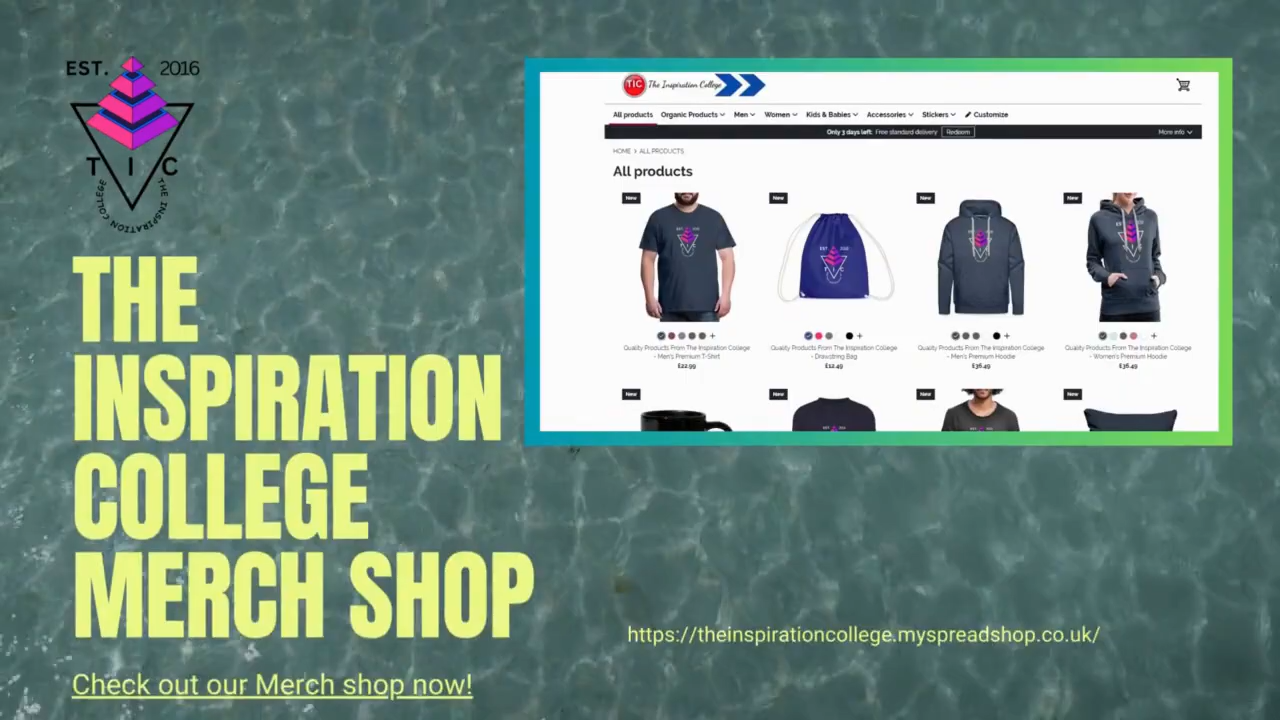 EST. 2016
T I C
THE INSPIRATION COLLEGE
THE
INSPIRATION
COLLEGE
MERCH SHOP
Check out our Merch shop now!
TIC The Inspiration College
All products Organic Products Men Women Kids & Babies Accessories Stickers Customize
Only 3 days left: Free standard delivery Redeem More info
HOME > ALL PRODUCTS
All products
New New New New
EST. 2016
T I C
Quality Products From The Inspiration College Quality Products From The Inspiration College Quality Products From The Inspiration College Quality Products From The Inspiration College
- Men's Premium T-Shirt - Drawstring Bag - Men's Premium Hoodie - Women's Premium Hoodie
£22.99 £12.49 £36.49 £36.49
New New New New
https://theinspirationcollege.myspreadshop.co.uk/